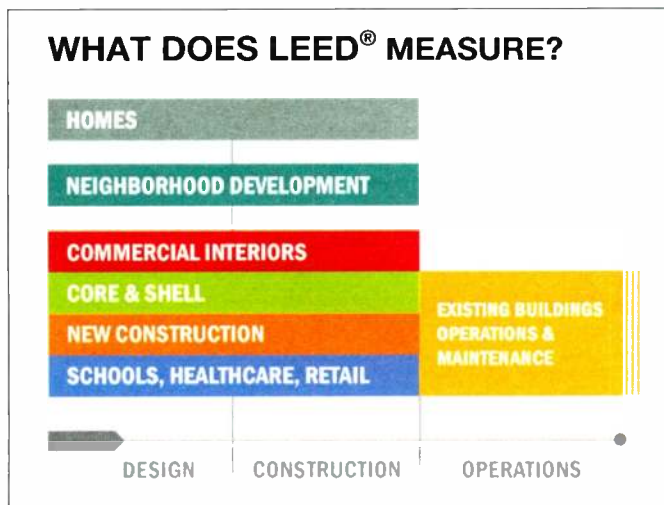 WHAT DOES LEED® MEASURE?
HOMES
NEIGHBORHOOD DEVELOPMENT
COMMERCIAL INTERIORS
CORE & SHELL
NEW CONSTRUCTION
SCHOOLS, HEALTHCARE, RETAIL
EXISTING BUILDINGS
OPERATIONS &
MAINTENANCE
DESIGN
CONSTRUCTION
OPERATIONS